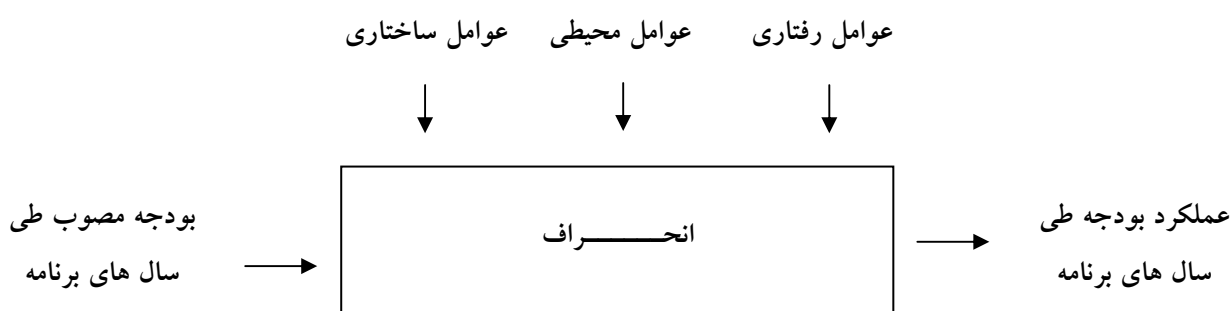 عوامل رفتاری
عوامل محیطی
عوامل ساختاری
عملکرد بودجه طی
سال های برنامه
انحـــــــراف
بودجه مصوب طی
سال های برنامه